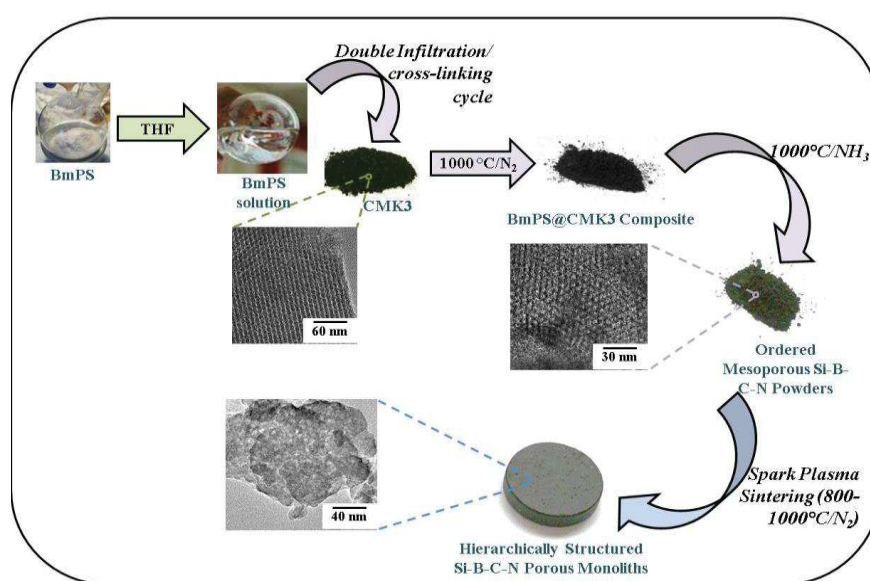 Double Infiltration/
cross-linking
cycle
THF
BmPS
BmPS
solution
CMK3
1000 °C/N₂
BmPS@CMK3 Composite
1000°C/NH₃
60 nm
30 nm
Ordered
Mesoporous Si-B-
C-N Powders
40 nm
Spark Plasma
Sintering (800-
1000°C/N₂)
Hierarchically Structured
Si-B-C-N Porous Monoliths